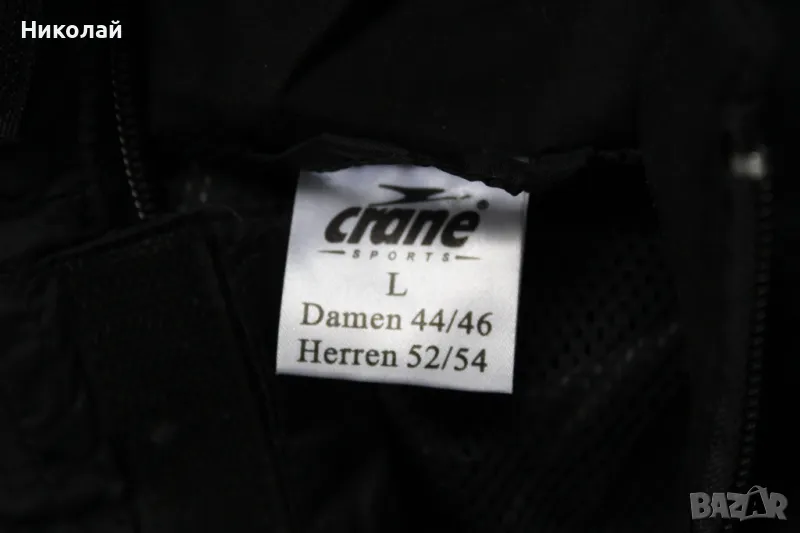 Николай
crane®
SPORTS
L
Damen 44/46
Herren 52/54
BAZAR